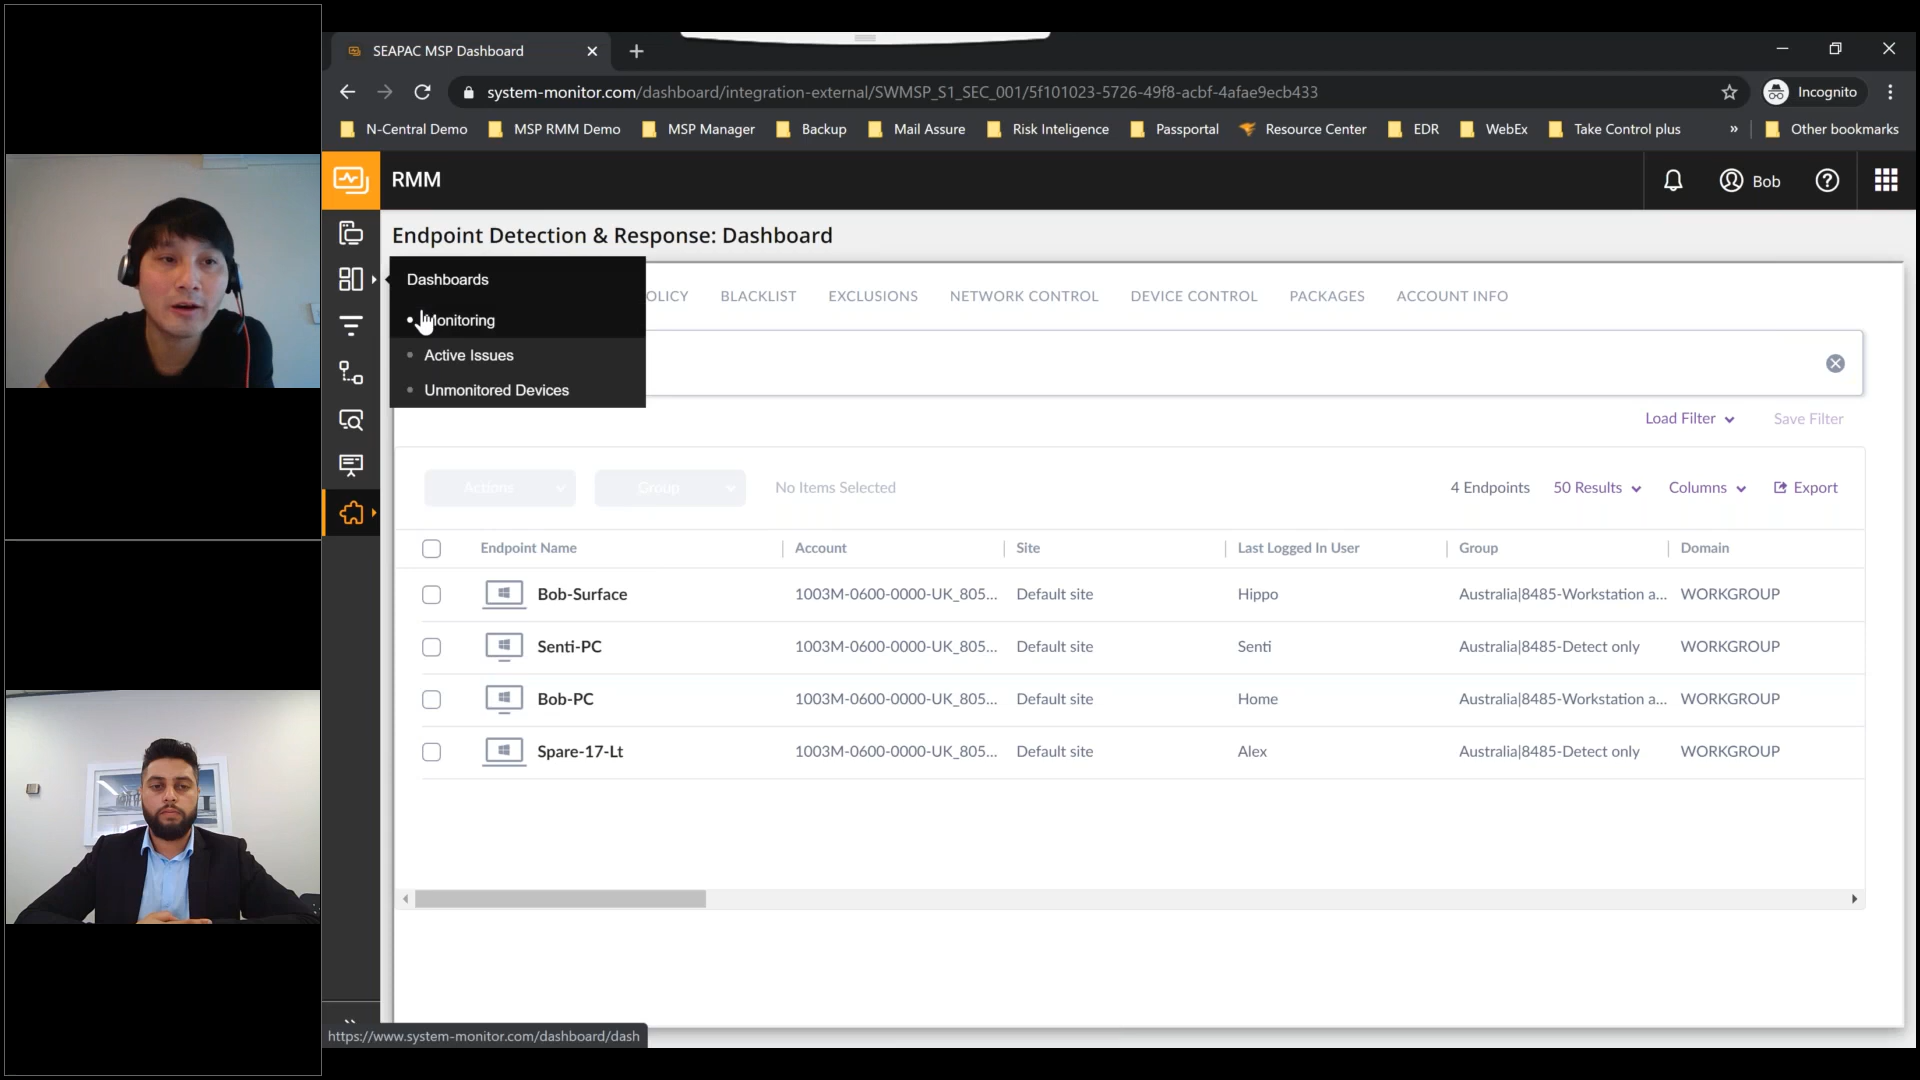 SEAPAC MSP Dashboard
system-monitor.com/dashboard/integration-external/SWMSP_S1_SEC_001/5f101023-5726-49f8-acbf-4afae9ecb433
Incognito
N-Central Demo MSP RMM Demo MSP Manager Backup Mail Assure Risk Inteligence Passportal Resource Center EDR WebEx Take Control plus » Other bookmarks
RMM
Bob
Endpoint Detection & Response: Dashboard
Dashboards
OLICY BLACKLIST EXCLUSIONS NETWORK CONTROL DEVICE CONTROL PACKAGES ACCOUNT INFO
onitoring
Active Issues
Unmonitored Devices
Load Filter Save Filter
Actions Group No Items Selected 4 Endpoints 50 Results Columns Export
Endpoint Name Account Site Last Logged In User Group Domain
Bob-Surface 1003M-0600-0000-UK_805... Default site Hippo Australia|8485-Workstation a... WORKGROUP
Senti-PC 1003M-0600-0000-UK_805... Default site Senti Australia|8485-Detect only WORKGROUP
Bob-PC 1003M-0600-0000-UK_805... Default site Home Australia|8485-Workstation a... WORKGROUP
Spare-17-Lt 1003M-0600-0000-UK_805... Default site Alex Australia|8485-Detect only WORKGROUP
https://www.system-monitor.com/dashboard/dash